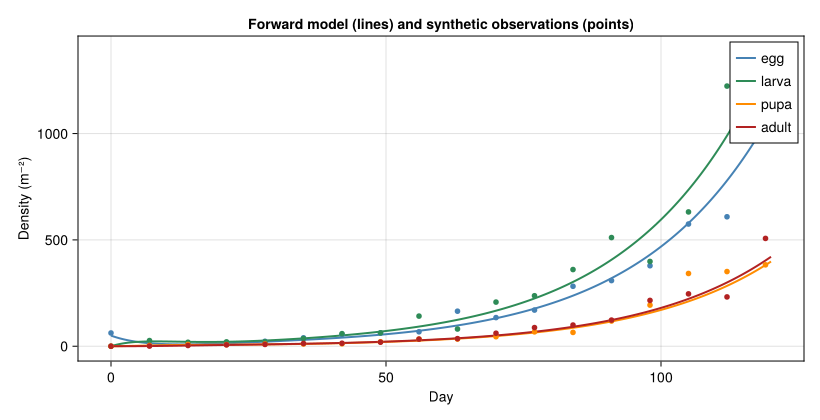 Forward model (lines) and synthetic observations (points)
egg
larva
pupa
adult
Density (m⁻²)
1000
500
0
0
50
100
Day